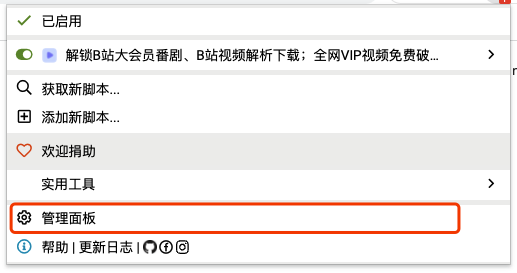 已启用
解锁B站大会员番剧、B站视频解析下载；全网VIP视频免费破...
获取新脚本...
添加新脚本...
欢迎捐助
实用工具
管理面板
帮助 | 更新日志 |